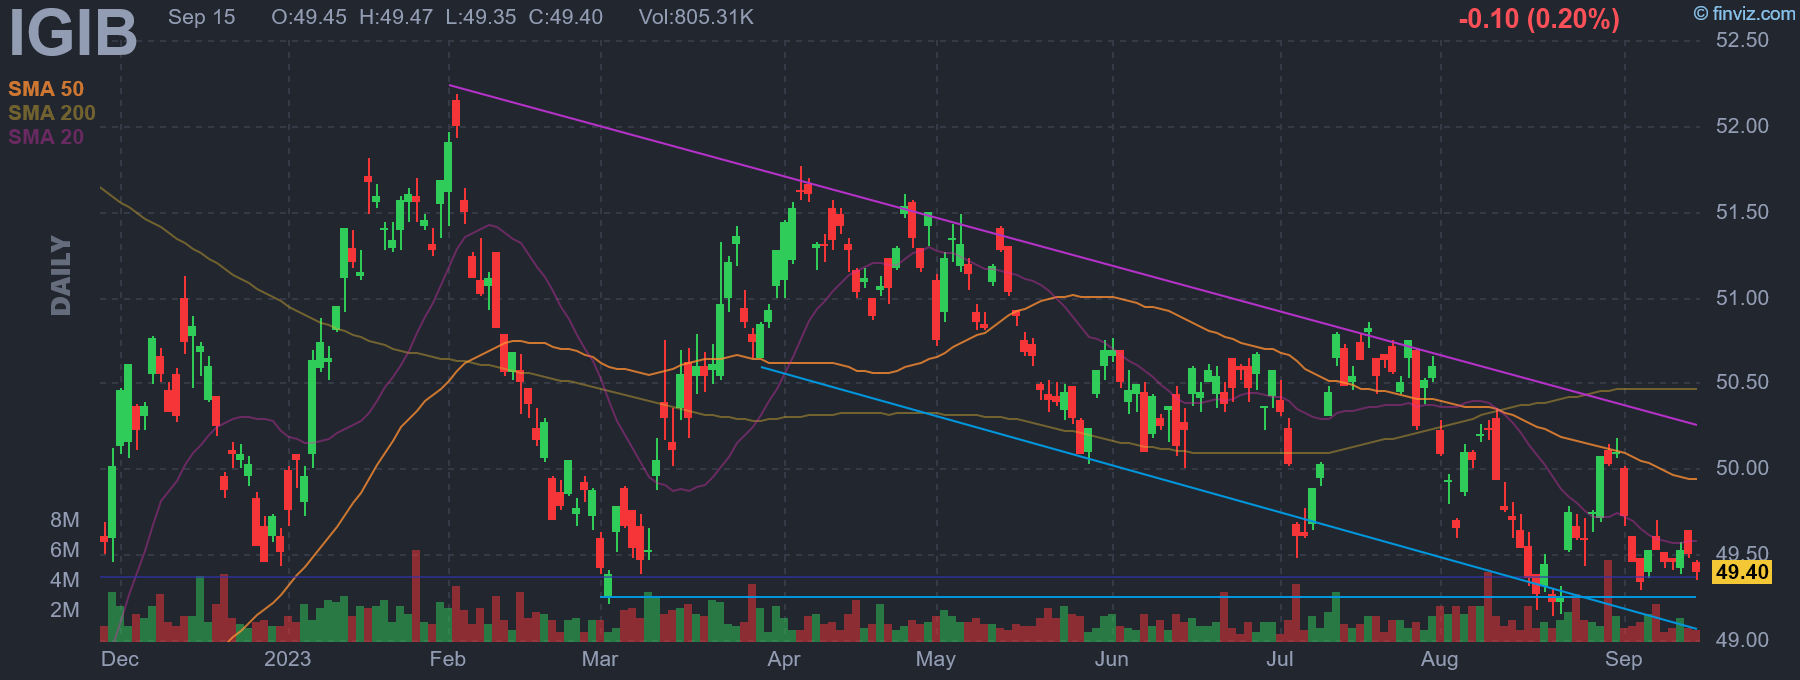 IGIB Sep 15 O:49.45 H:49.47 L:49.35 C:49.40 Vol:805.31K -0.10 (0.20%) © finviz.com
SMA 50
SMA 200
SMA 20
DAILY
52.50
52.00
51.50
51.00
50.50
50.00
49.50
49.40
49.00
8M
6M
4M
2M
Dec 2023 Feb Mar Apr May Jun Jul Aug Sep